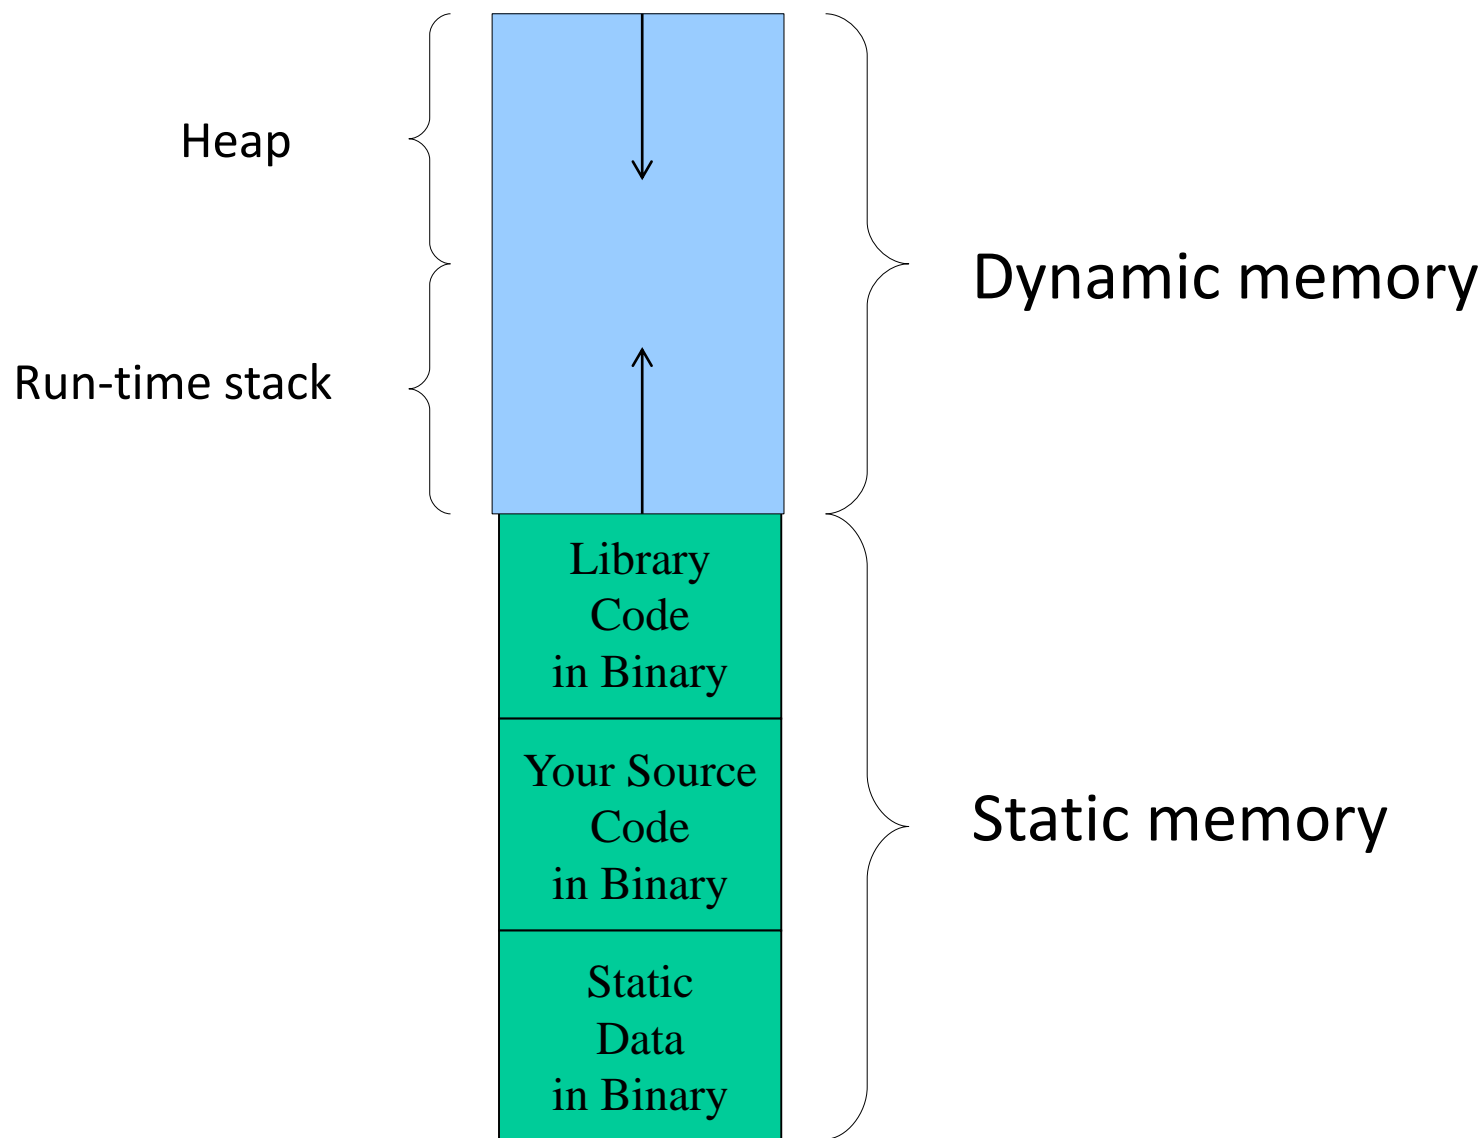 Heap
Dynamic memory
Run-time stack
Library
Code
in Binary
Your Source
Code
in Binary
Static memory
Static
Data
in Binary